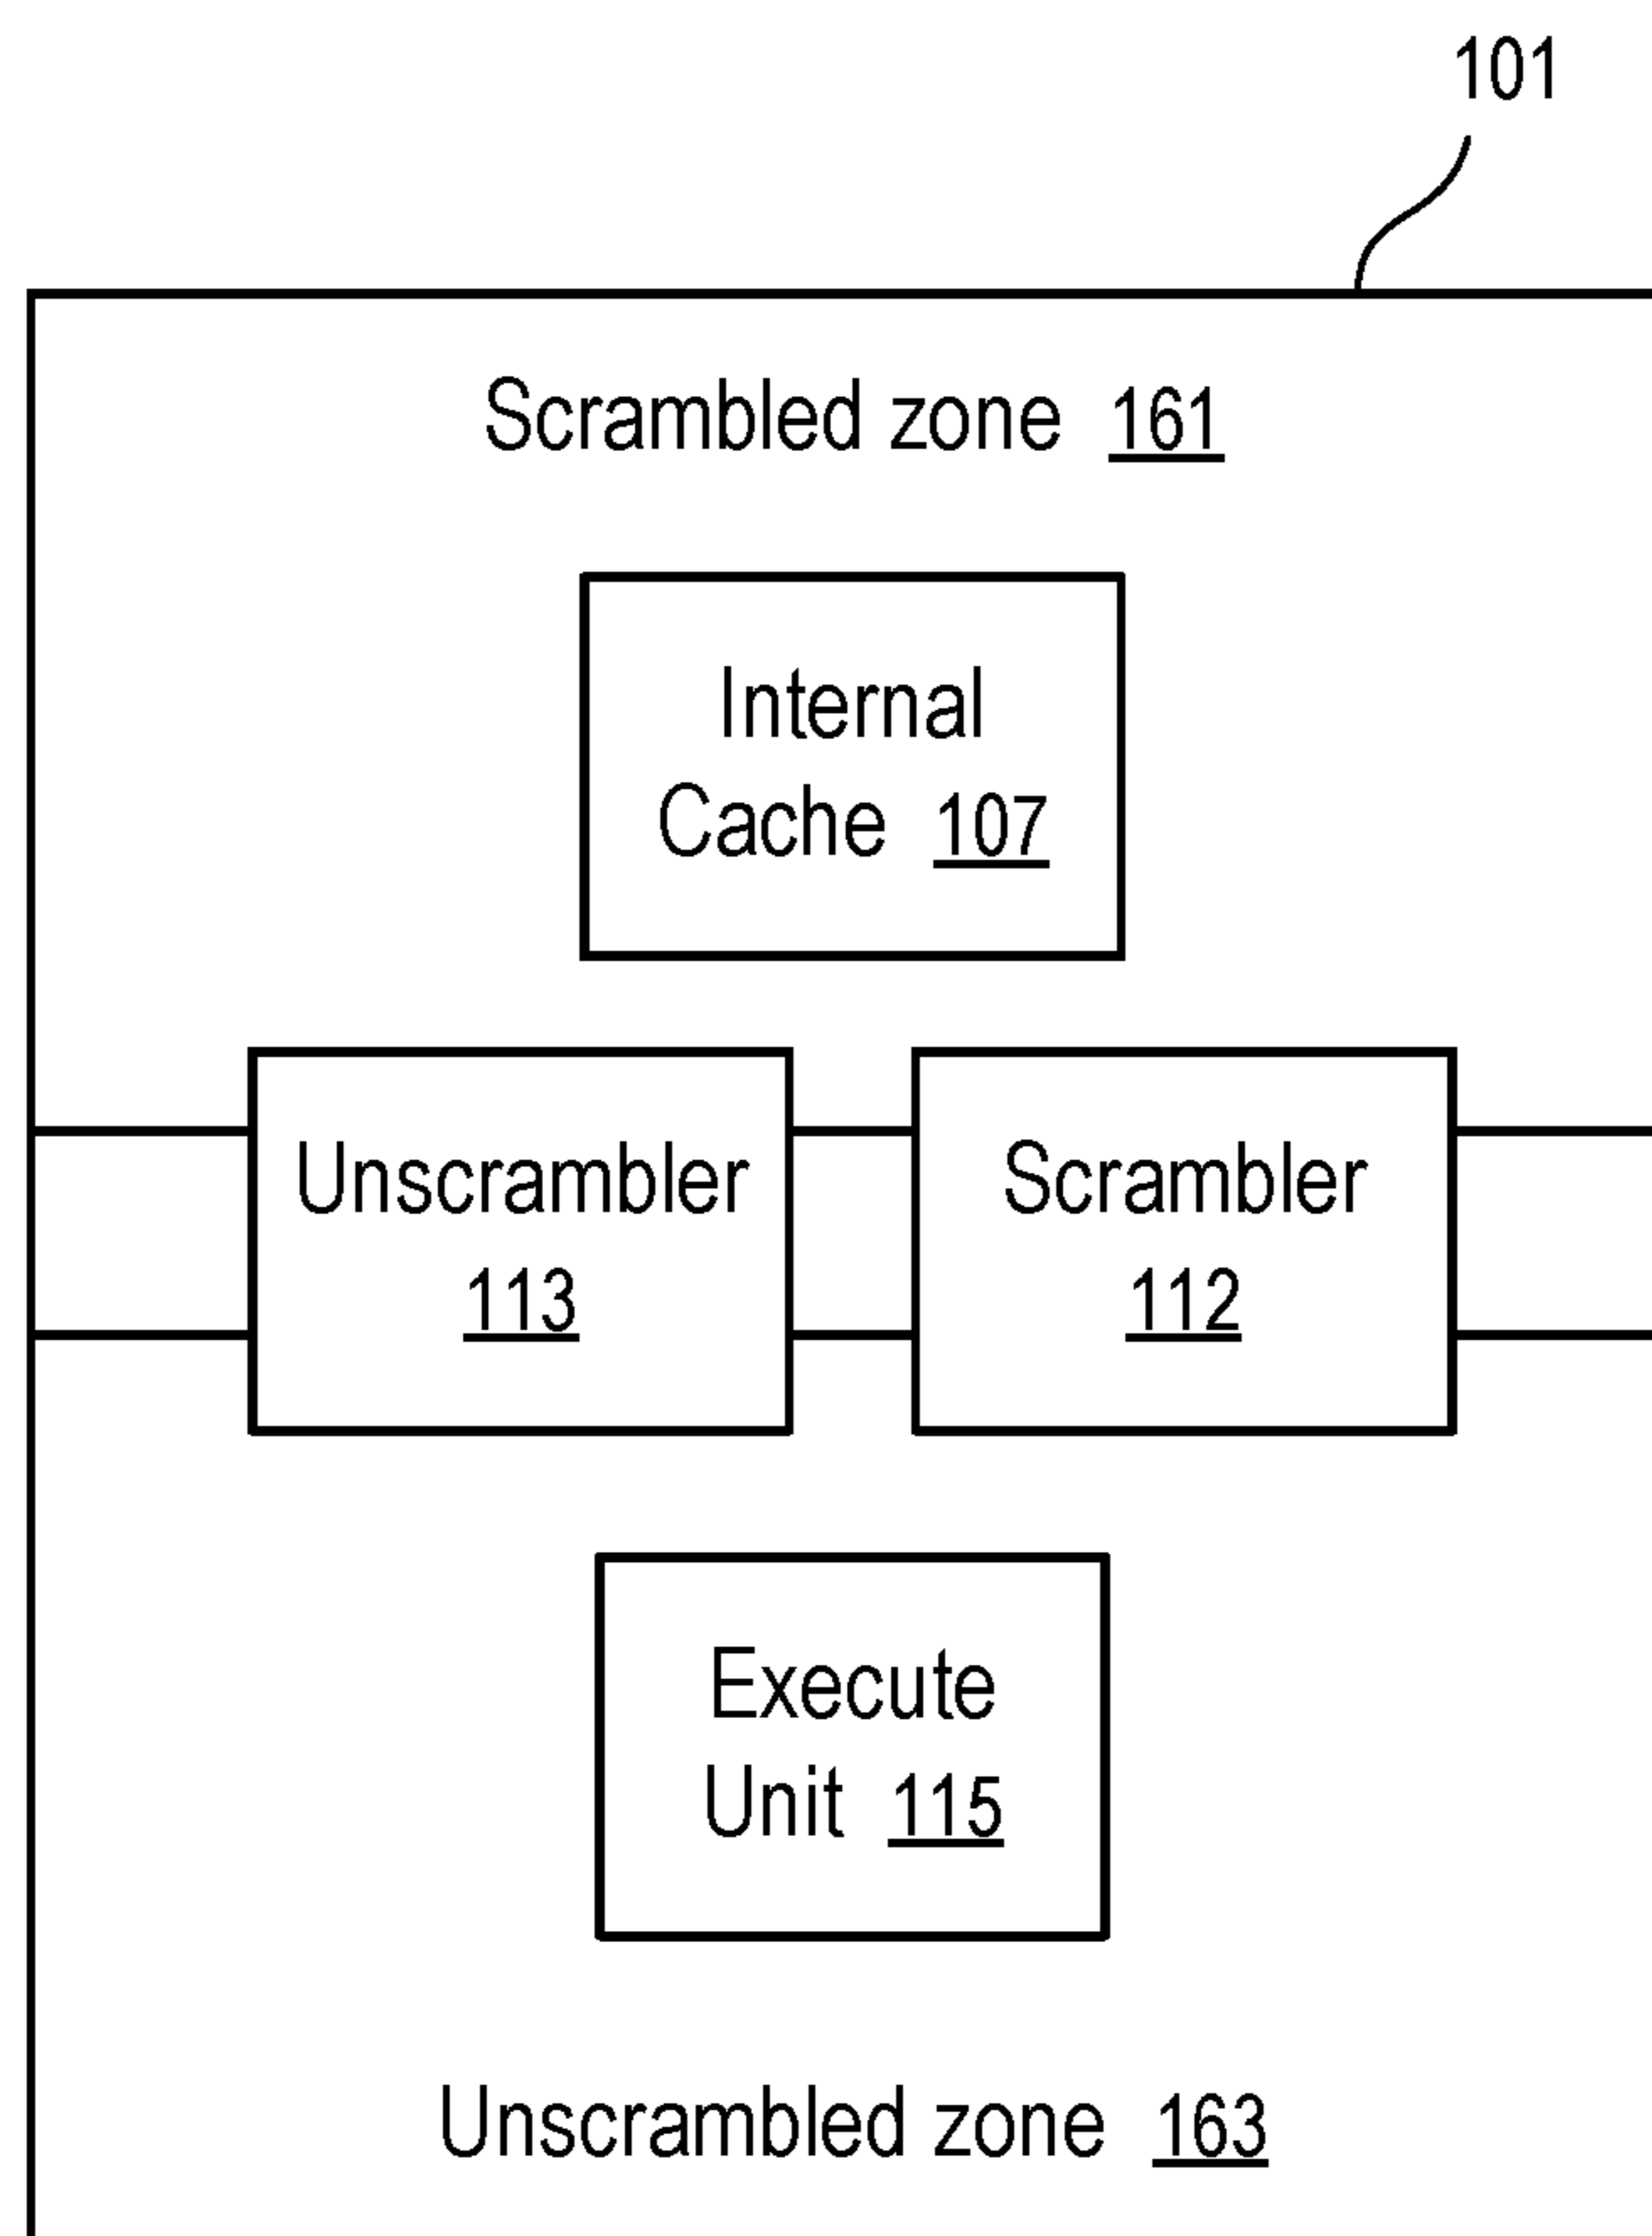 101
Scrambled zone 161
Internal
Cache 107
Unscrambler
113
Scrambler
112
Execute
Unit 115
Unscrambled zone 163